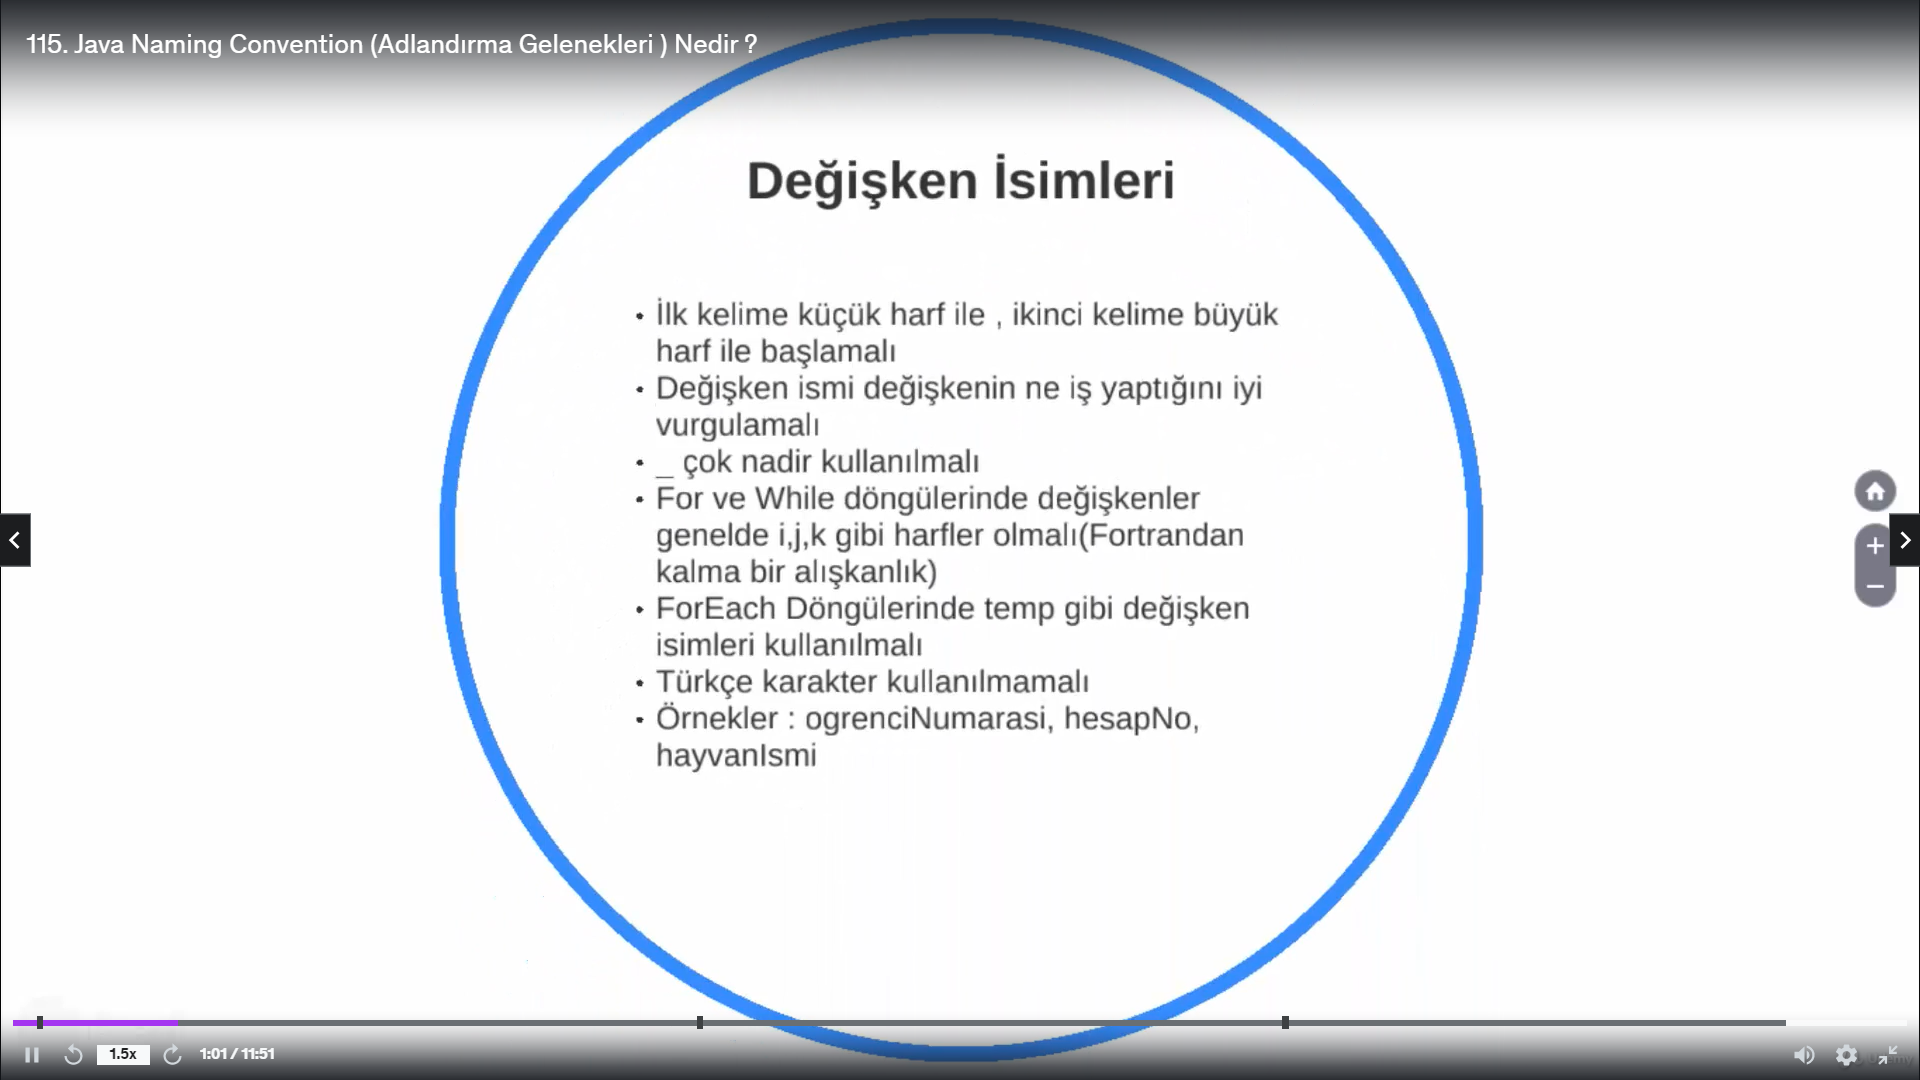 115. Java Naming Convention (Adlandırma Gelenekleri ) Nedir ?
Değişken İsimleri
• İlk kelime küçük harf ile , ikinci kelime büyük
harf ile başlamalı
• Değişken ismi değişkenin ne iş yaptığını iyi
vurgulamalı
• _ çok nadir kullanılmalı
• For ve While döngülerinde değişkenler
genelde i,j,k gibi harfler olmalı(Fortrandan
kalma bir alışkanlık)
• ForEach Döngülerinde temp gibi değişken
isimleri kullanılmalı
• Türkçe karakter kullanılmamalı
• Örnekler : ogrenciNumarasi, hesapNo,
hayvanIsmi
1.5x
1:01 / 11:51